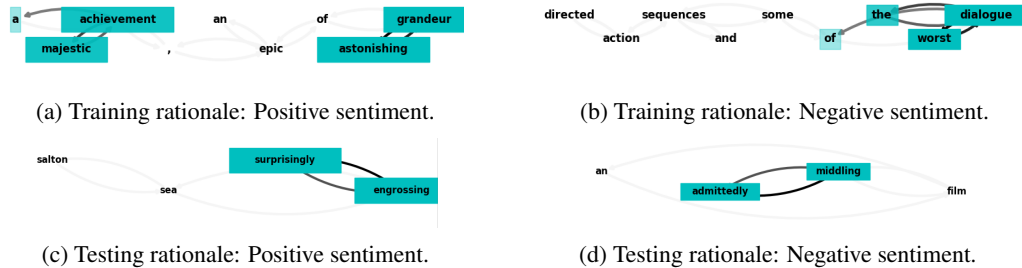 a achievement an of grandeur
majestic , epic astonishing
(a) Training rationale: Positive sentiment.
directed sequences some the dialogue
action and of worst
(b) Training rationale: Negative sentiment.
salton surprisingly
sea engrossing
(c) Testing rationale: Positive sentiment.
an middling
admittedly film
(d) Testing rationale: Negative sentiment.